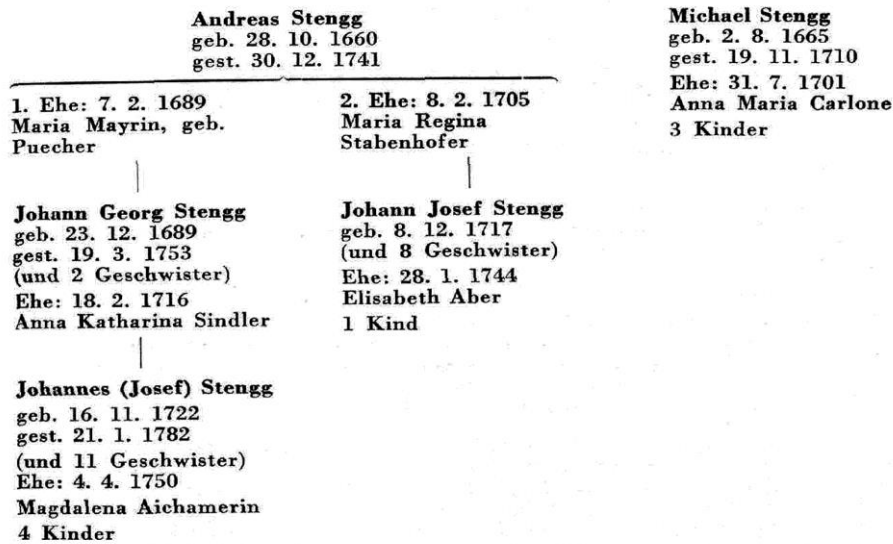 Andreas Stengg
geb. 28. 10. 1660
gest. 30. 12. 1741
1. Ehe: 7. 2. 1689
Maria Mayrin, geb.
Puecher
Johann Georg Stengg
geb. 23. 12. 1689
gest. 19. 3. 1753
(und 2 Geschwister)
Ehe: 18. 2. 1716
Anna Katharina Sindler
Johannes (Josef) Stengg
geb. 16. 11. 1722
gest. 21. 1. 1782
(und 11 Geschwister)
Ehe: 4. 4. 1750
Magdalena Aichamerin
4 Kinder
2. Ehe: 8. 2. 1705
Maria Regina
Stabenhofer
Johann Josef Stengg
geb. 8. 12. 1717
(und 8 Geschwister)
Ehe: 28. 1. 1744
Elisabeth Aber
1 Kind
Michael Stengg
geb. 2. 8. 1665
gest. 19. 11. 1710
Ehe: 31. 7. 1701
Anna Maria Carlone
3 Kinder